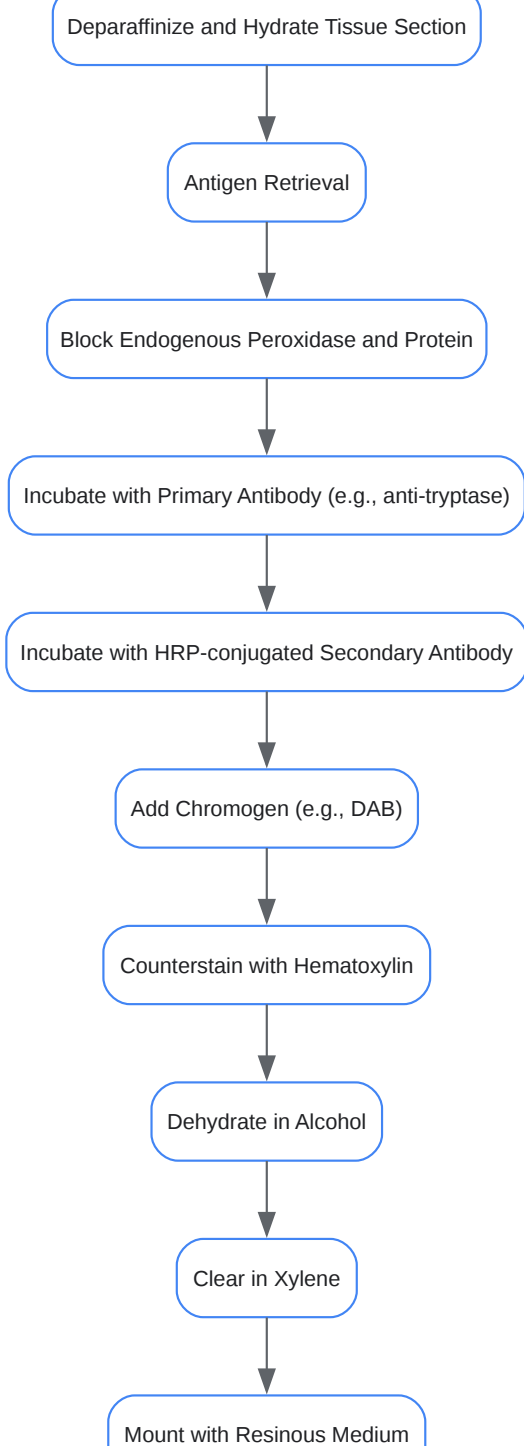 Deparaffinize and Hydrate Tissue Section
Antigen Retrieval
Block Endogenous Peroxidase and Protein
Incubate with Primary Antibody (e.g., anti-tryptase)
Incubate with HRP-conjugated Secondary Antibody
Add Chromogen (e.g., DAB)
Counterstain with Hematoxylin
Dehydrate in Alcohol
Clear in Xylene
Mount with Resinous Medium